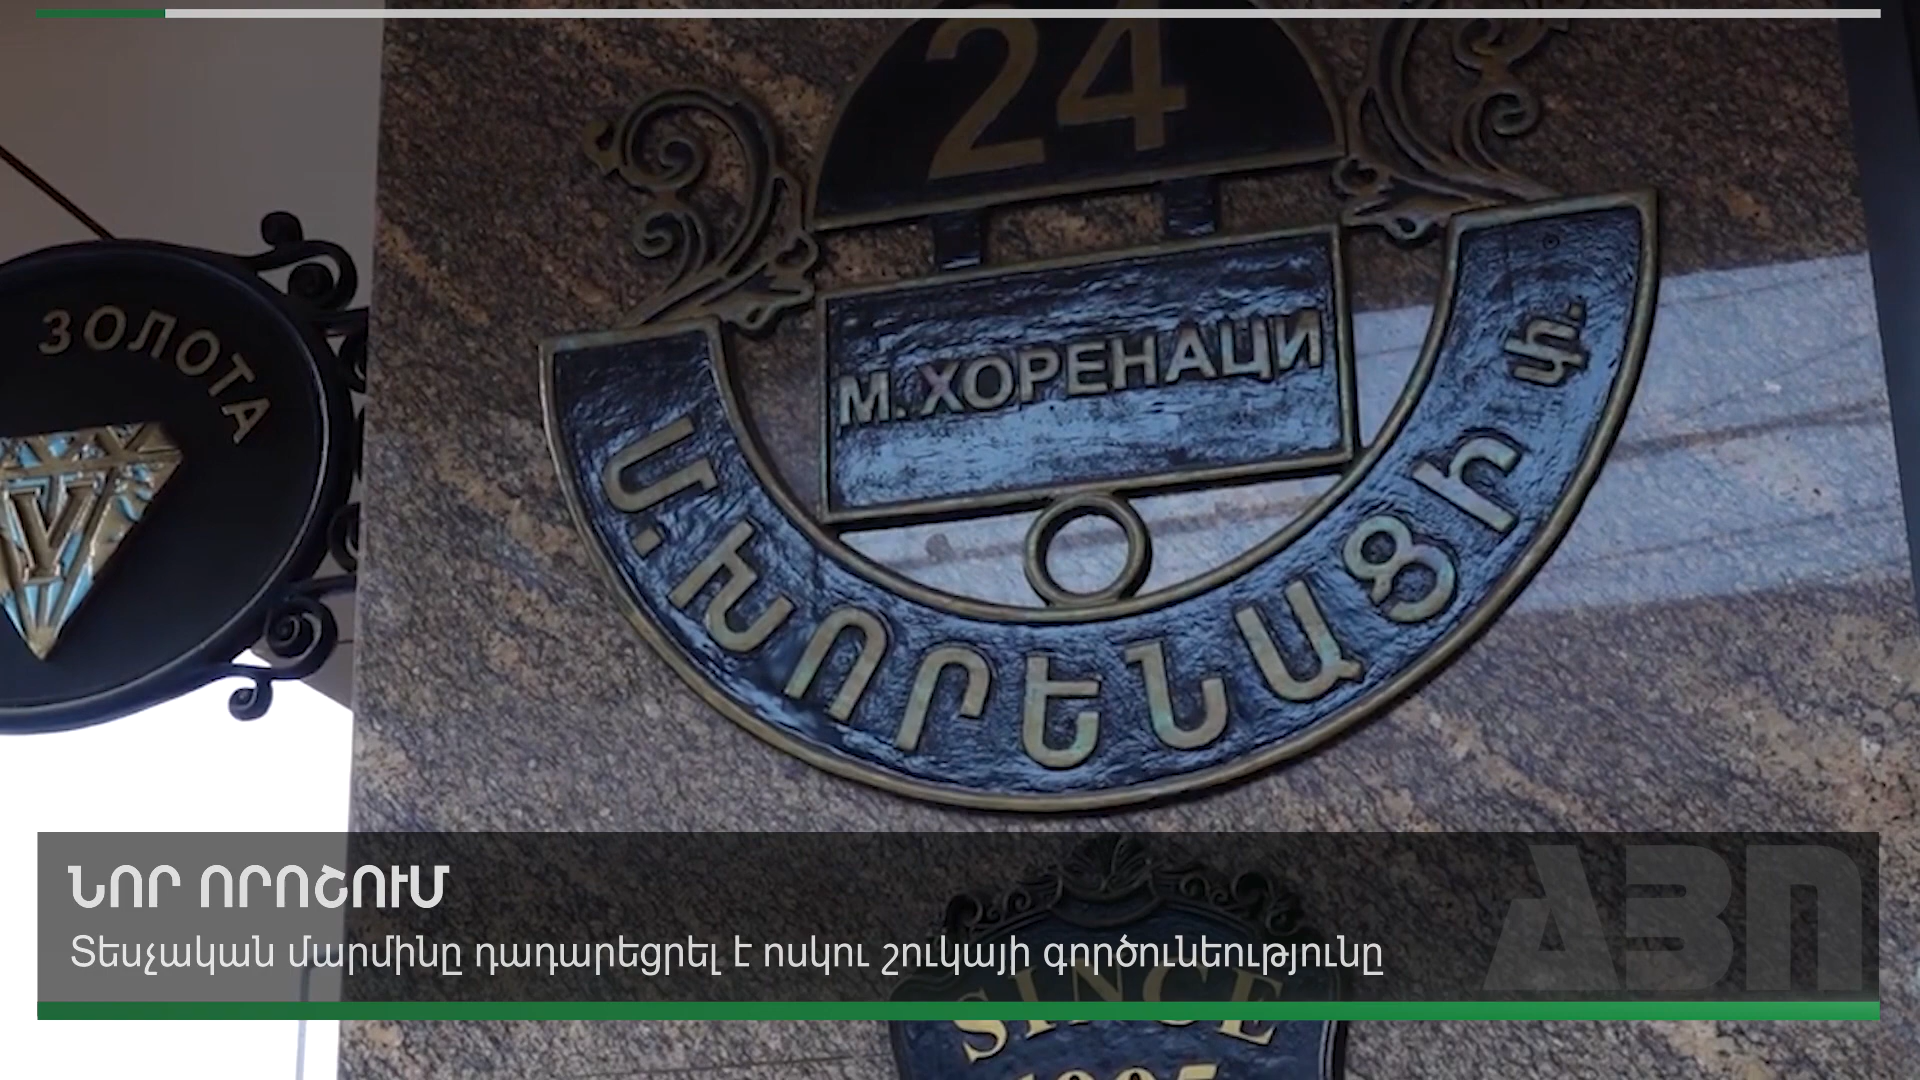 24
ЗОЛОТА
М. ХОРЕНАЦИ
Մ. ԽՈՐԵՆԱՑԻ փ.
V
ՆՈՐ ՈՐՈՇՈՒՄ
Տեսչական մարմինը դադարեցրել է ոսկու շուկայի գործունեությունը
SINCE